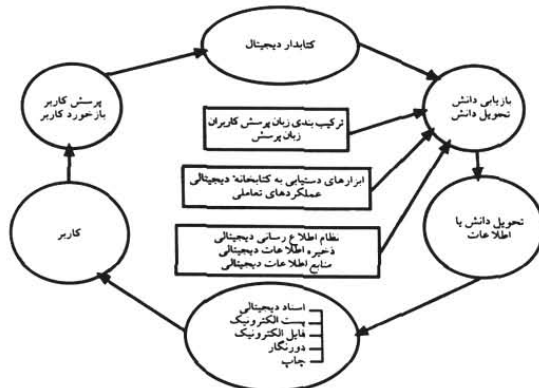 کتابدار دیجیتال
پرسش کاربر
بازخورد کاربر
بازیابی دانش
تحویل دانش
ترکیب بندی زبان پرسش کاربران
زبان پرسش
ابزارهای دستیابی به کتابخانهٔ دیجیتالی
عملکردهای تعاملی
کاربر
تحویل دانش یا
اطلاعات
نظام اطلاع رسانی دیجیتالی
ذخیره اطلاعات دیجیتالی
منابع اطلاعات دیجیتالی
اسناد دیجیتالی
پست الکترونیک
فایل الکترونیک
دورنگار
چاپ